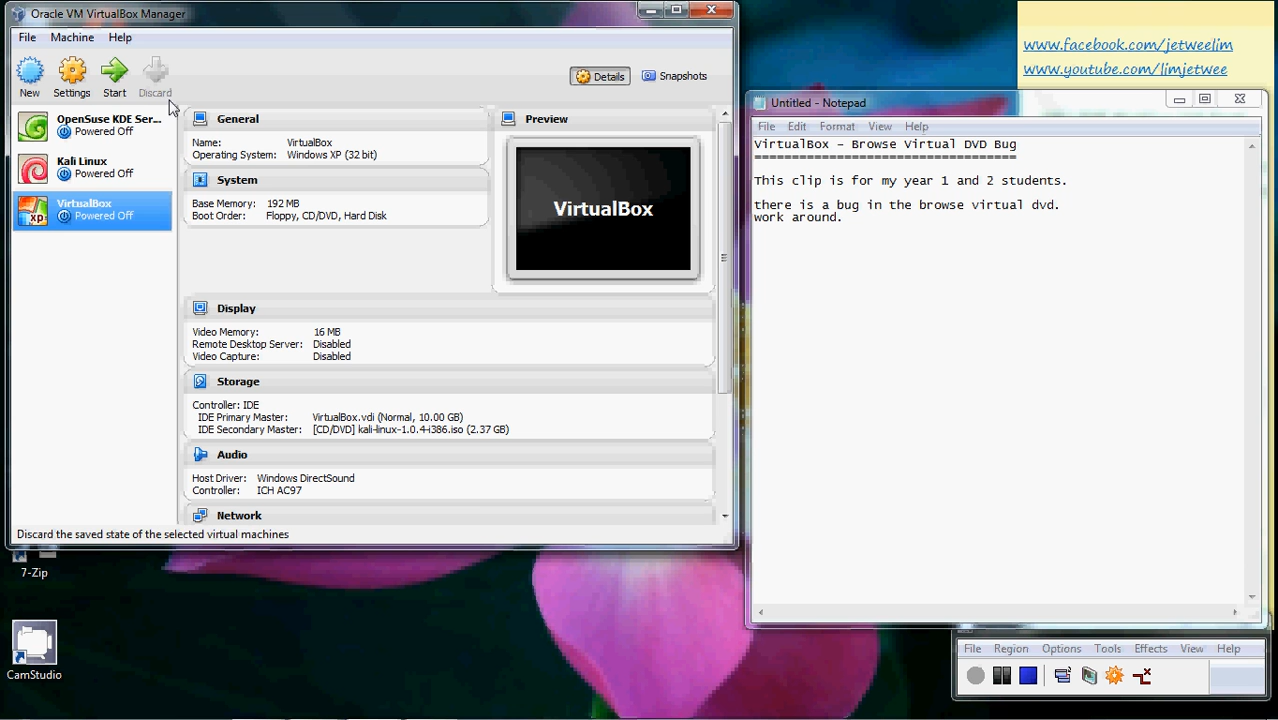 Oracle VM VirtualBox Manager
File Machine Help
New Settings Start Discard
Details Snapshots
OpenSuse KDE Ser...
Powered Off
Kali Linux
Powered Off
VirtualBox
Powered Off
General
Name: VirtualBox
Operating System: Windows XP (32 bit)
System
Base Memory: 192 MB
Boot Order: Floppy, CD/DVD, Hard Disk
Preview
VirtualBox
Display
Video Memory: 16 MB
Remote Desktop Server: Disabled
Video Capture: Disabled
Storage
Controller: IDE
IDE Primary Master: VirtualBox.vdi (Normal, 10.00 GB)
IDE Secondary Master: [CD/DVD] kali-linux-1.0.4-i386.iso (2.37 GB)
Audio
Host Driver: Windows DirectSound
Controller: ICH AC97
Network
Discard the saved state of the selected virtual machines
7-Zip
CamStudio
www.facebook.com/jetweelim
www.youtube.com/limjetwee
Untitled - Notepad
File Edit Format View Help
VirtualBox - Browse Virtual DVD Bug
===================================
This clip is for my year 1 and 2 students.
there is a bug in the browse virtual dvd.
work around.
File Region Options Tools Effects View Help